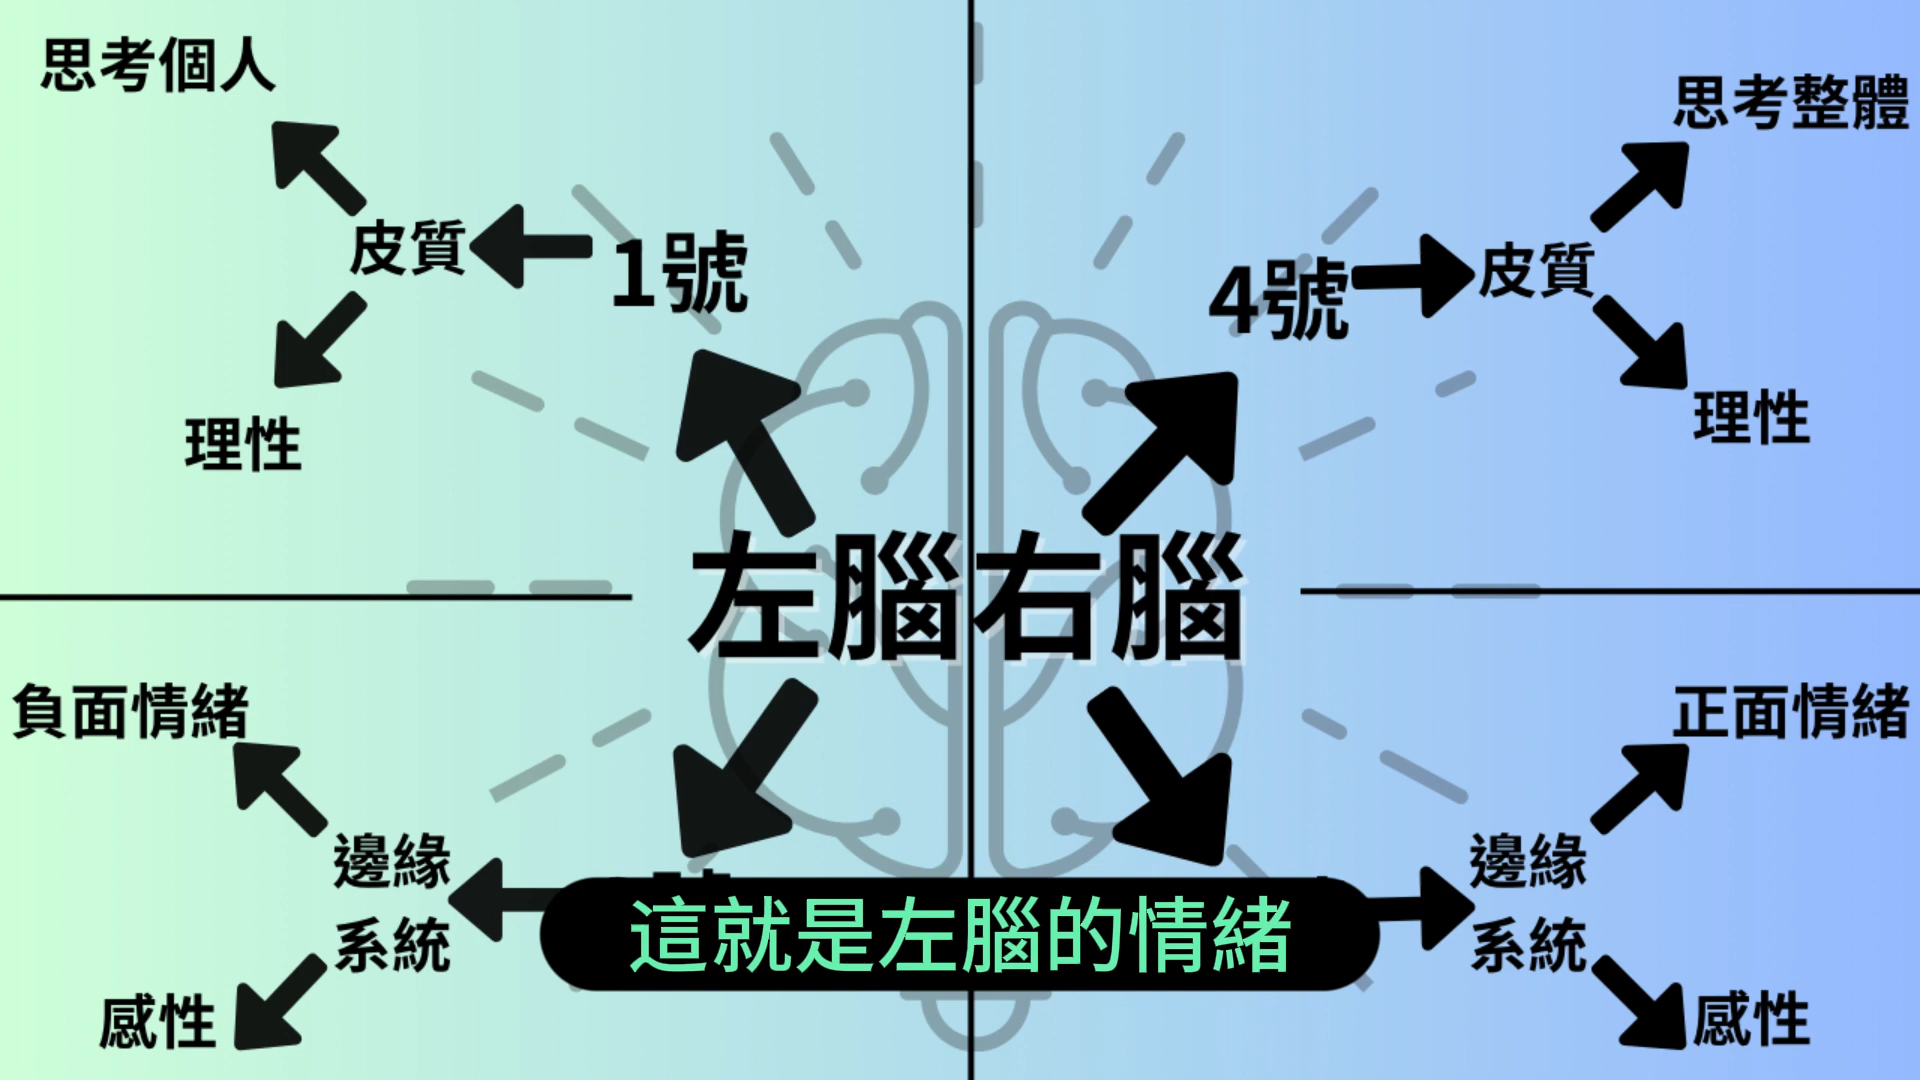 思考個人
思考整體
皮質
1號
4號
皮質
理性
理性
左腦
右腦
負面情緒
正面情緒
邊緣
系統
邊緣
系統
這就是左腦的情緒
感性
感性